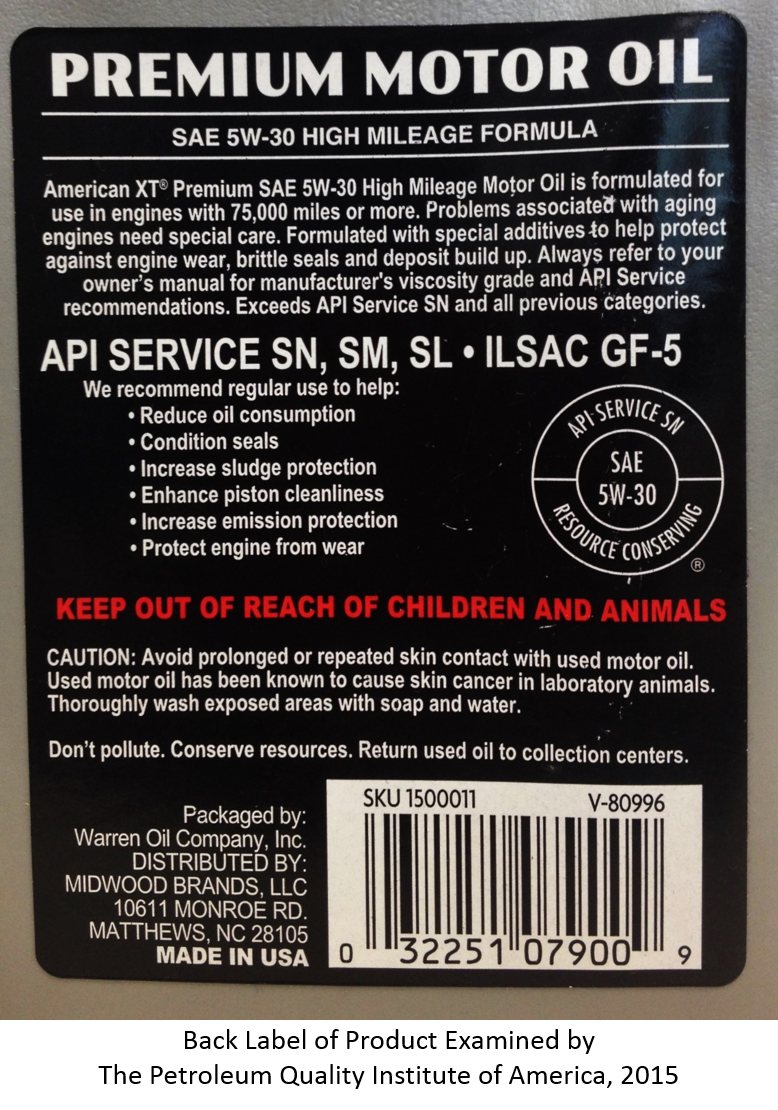 PREMIUM MOTOR OIL
SAE 5W-30 HIGH MILEAGE FORMULA
American XT® Premium SAE 5W-30 High Mileage Motor Oil is formulated for
use in engines with 75,000 miles or more. Problems associated with aging
engines need special care. Formulated with special additives to help protect
against engine wear, brittle seals and deposit build up. Always refer to your
owner's manual for manufacturer's viscosity grade and API Service
recommendations. Exceeds API Service SN and all previous categories.
API SERVICE SN, SM, SL • ILSAC GF-5
We recommend regular use to help:
• Reduce oil consumption
• Condition seals
• Increase sludge protection
• Enhance piston cleanliness
• Increase emission protection
• Protect engine from wear
API SERVICE SN
SAE
5W-30
RESOURCE CONSERVING
®
KEEP OUT OF REACH OF CHILDREN AND ANIMALS
CAUTION: Avoid prolonged or repeated skin contact with used motor oil.
Used motor oil has been known to cause skin cancer in laboratory animals.
Thoroughly wash exposed areas with soap and water.
Don't pollute. Conserve resources. Return used oil to collection centers.
Packaged by:
Warren Oil Company, Inc.
DISTRIBUTED BY:
MIDWOOD BRANDS, LLC
10611 MONROE RD.
MATTHEWS, NC 28105
MADE IN USA
SKU 1500011 V-80996
0 32251 07900 9
Back Label of Product Examined by
The Petroleum Quality Institute of America, 2015